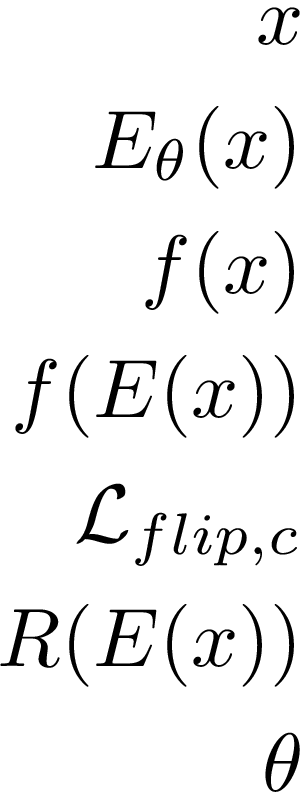 x
E_θ(x)
f(x)
f(E(x))
ℒ_{flip,c}
R(E(x))
θ